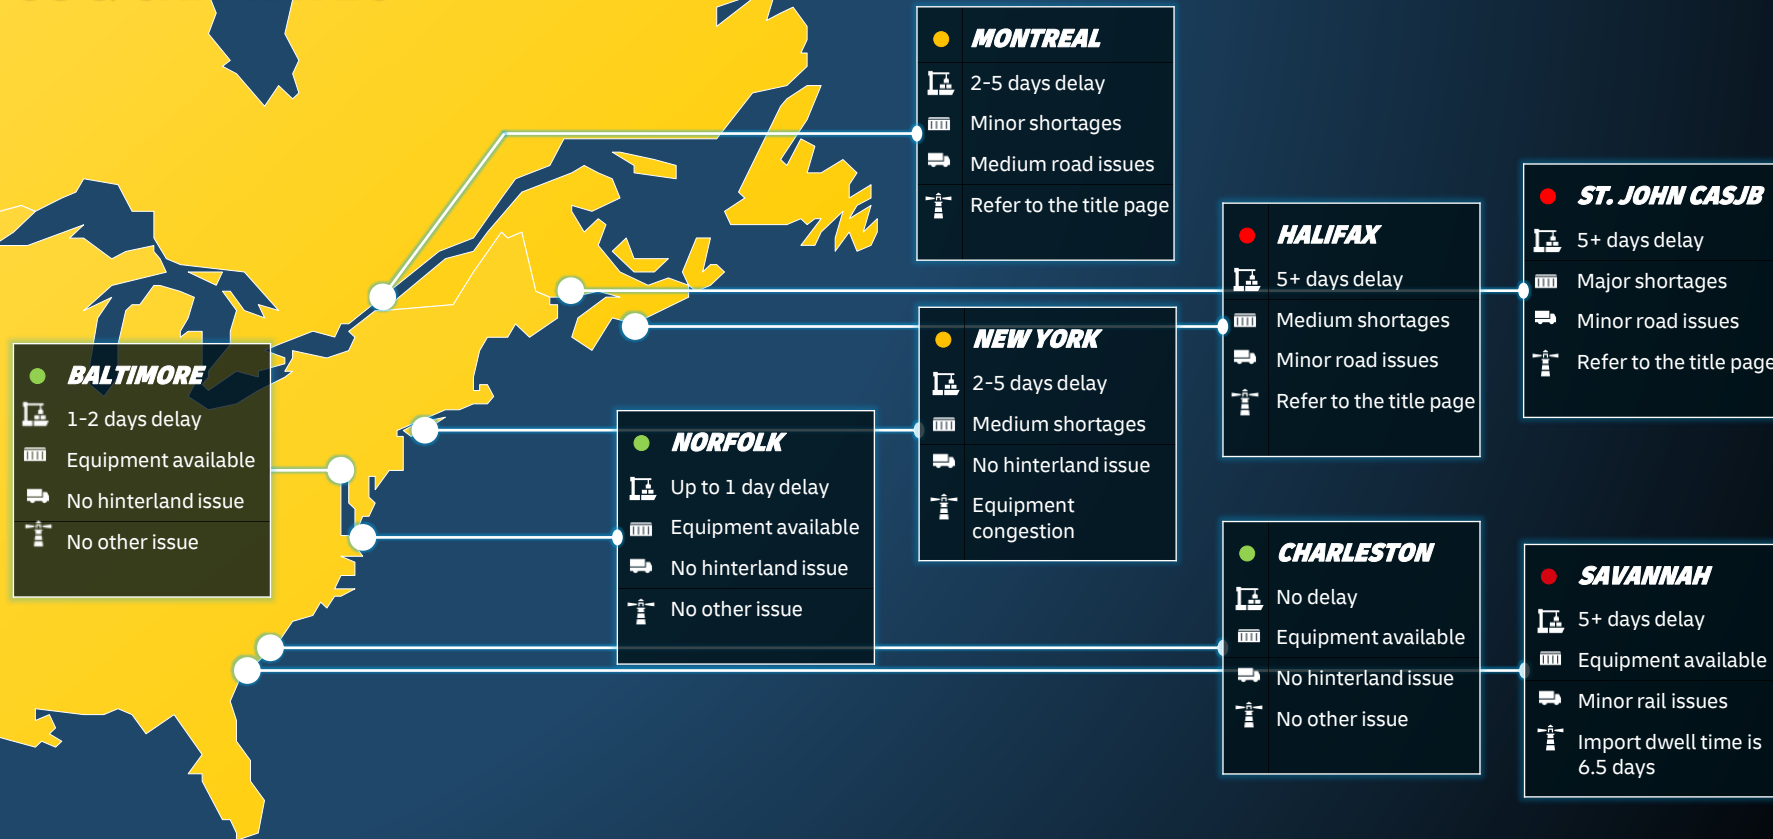 MONTREAL
2-5 days delay
Minor shortages
Medium road issues
Refer to the title page
ST. JOHN CASJB
5+ days delay
Major shortages
Minor road issues
Refer to the title page
HALIFAX
5+ days delay
Medium shortages
Minor road issues
Refer to the title page
NEW YORK
2-5 days delay
Medium shortages
No hinterland issue
Equipment
congestion
BALTIMORE
1-2 days delay
Equipment available
No hinterland issue
No other issue
NORFOLK
Up to 1 day delay
Equipment available
No hinterland issue
No other issue
CHARLESTON
No delay
Equipment available
No hinterland issue
No other issue
SAVANNAH
5+ days delay
Equipment available
Minor rail issues
Import dwell time is
6.5 days